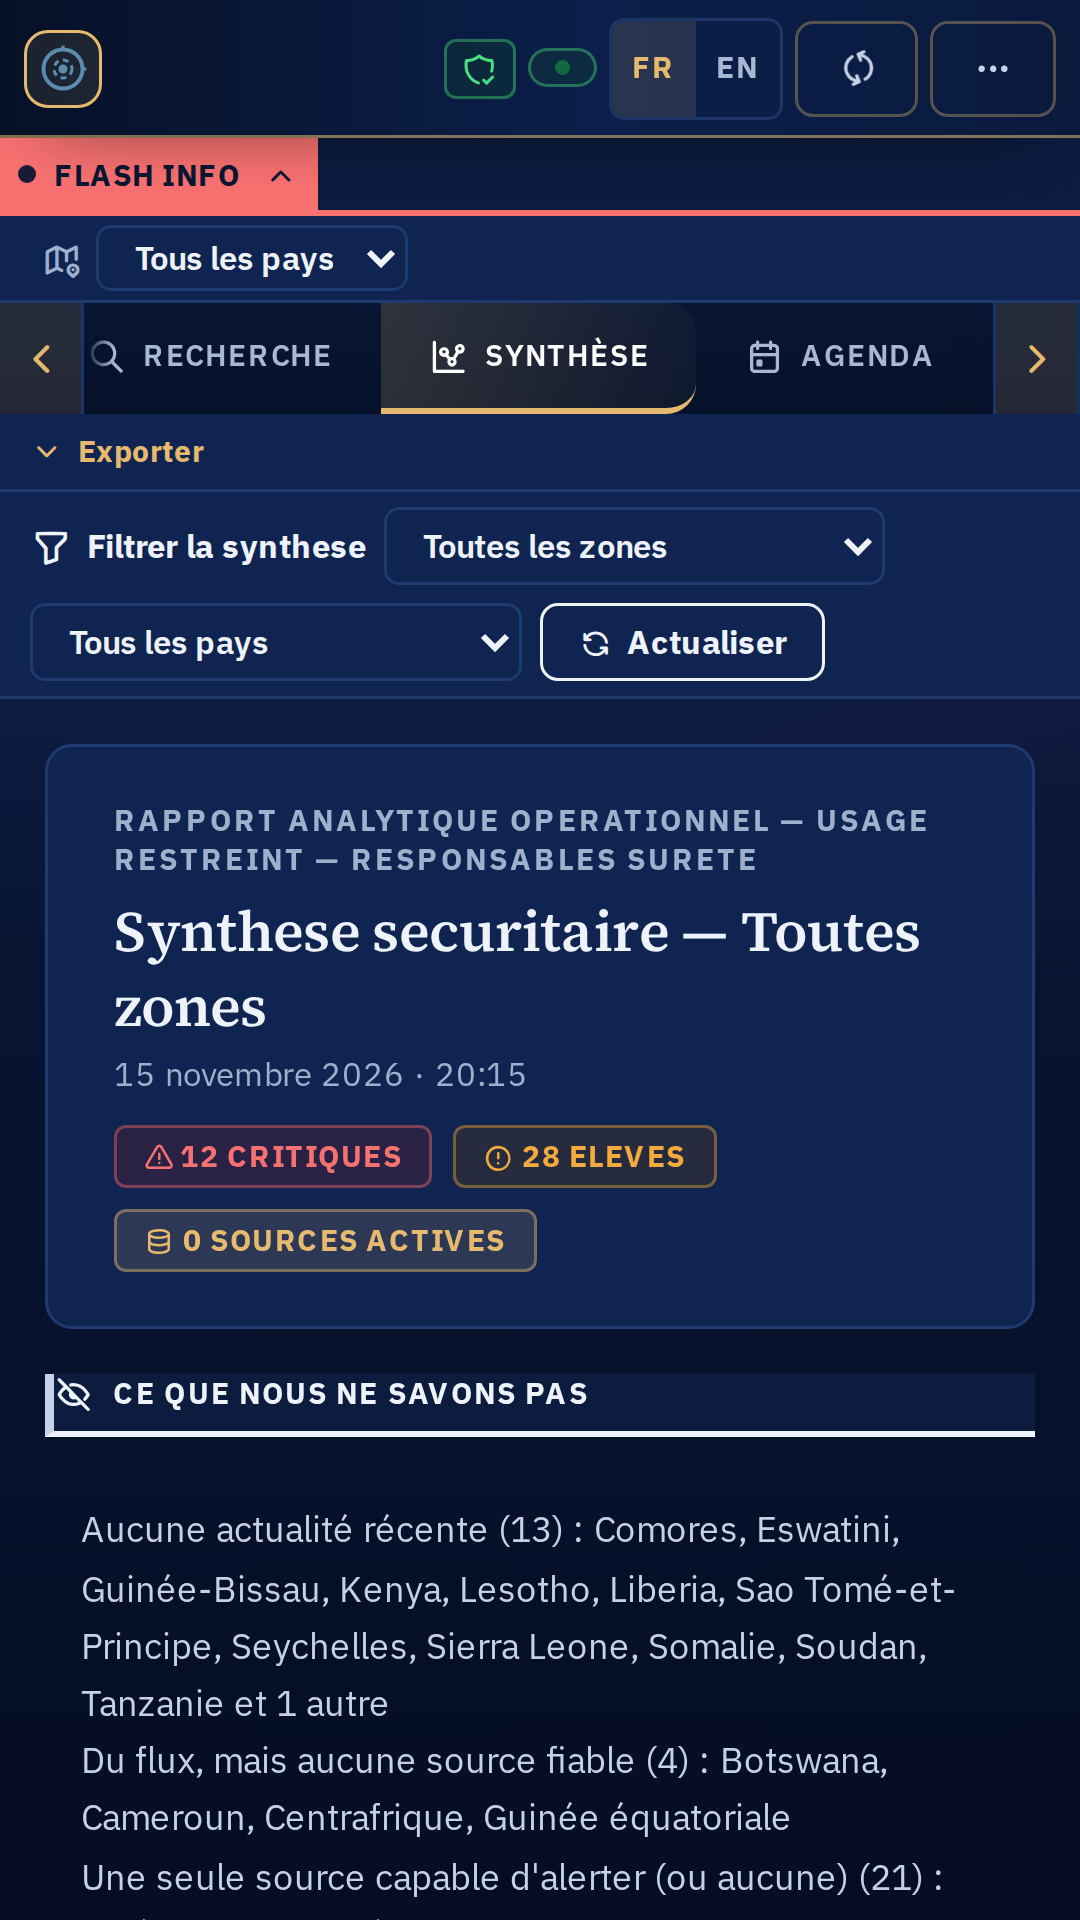 FR EN
FLASH INFO
Tous les pays
RECHERCHE SYNTHÈSE AGENDA
Exporter
Filtrer la synthese Toutes les zones
Tous les pays Actualiser
RAPPORT ANALYTIQUE OPERATIONNEL — USAGE
RESTREINT — RESPONSABLES SURETE
Synthese securitaire — Toutes
zones
15 novembre 2026 · 20:15
12 CRITIQUES 28 ELEVES
0 SOURCES ACTIVES
CE QUE NOUS NE SAVONS PAS
Aucune actualité récente (13) : Comores, Eswatini,
Guinée-Bissau, Kenya, Lesotho, Liberia, Sao Tomé-et-
Principe, Seychelles, Sierra Leone, Somalie, Soudan,
Tanzanie et 1 autre
Du flux, mais aucune source fiable (4) : Botswana,
Cameroun, Centrafrique, Guinée équatoriale
Une seule source capable d'alerter (ou aucune) (21) :